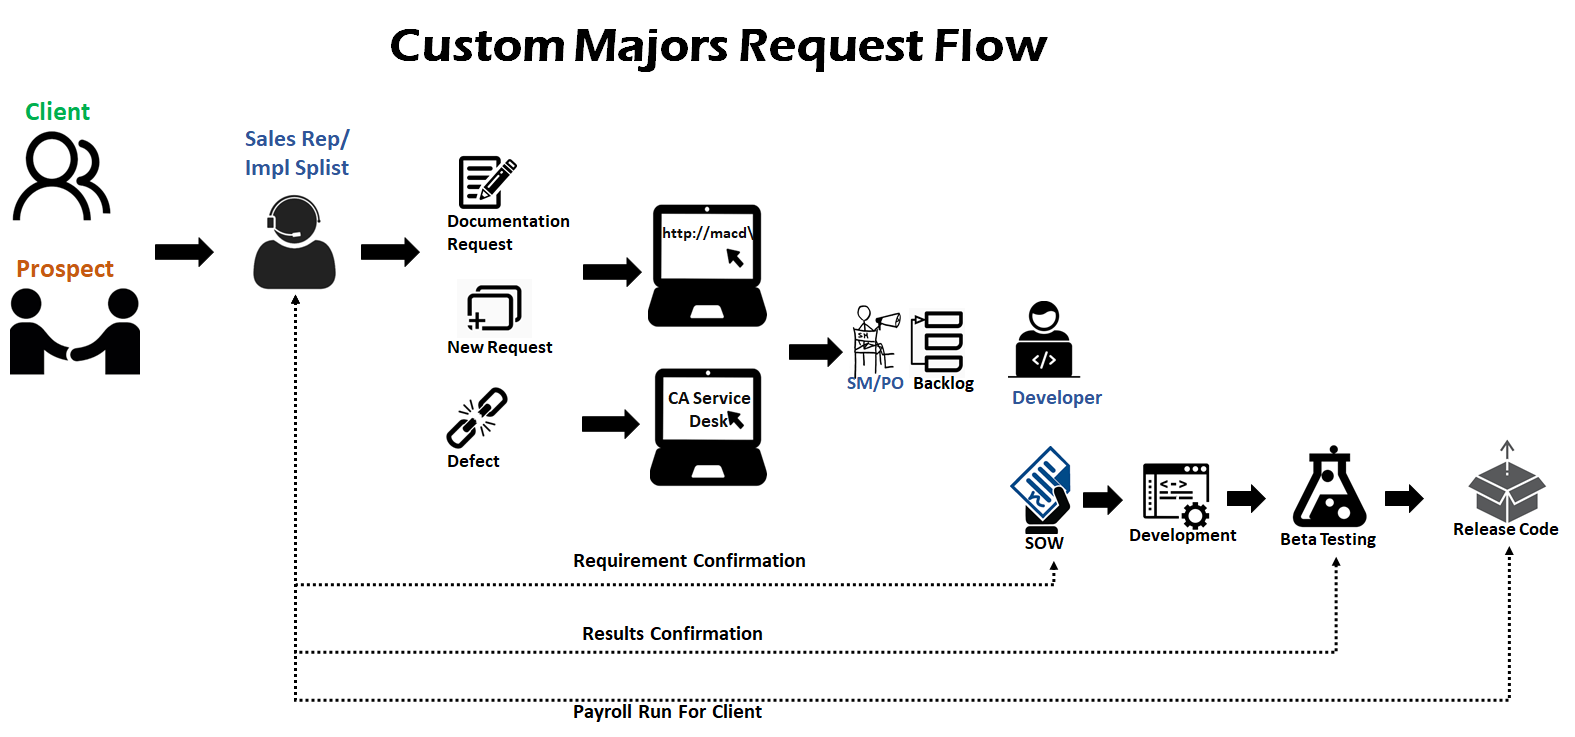 Custom Majors Request Flow
Client
Prospect
Sales Rep/
Impl Splist
Documentation
Request
New Request
Defect
http://macd\
CA Service
Desk
SM
SM/PO
Backlog
</>
Developer
SOW
<->
Development
Beta Testing
Release Code
Requirement Confirmation
Results Confirmation
Payroll Run For Client